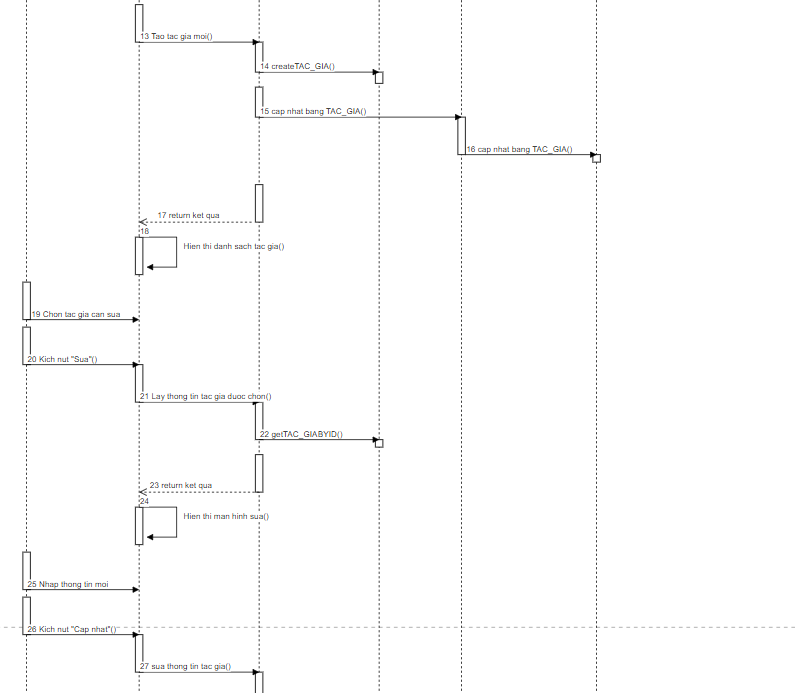 13 Tao tac gia moi()
14 createTAC_GIA()
15 cap nhat bang TAC_GIA()
16 cap nhat bang TAC_GIA()
17 return ket qua
18
Hien thi danh sach tac gia()
19 Chon tac gia can sua
20 Kich nut "Sua"()
21 Lay thong tin tac gia duoc chon()
22 getTAC_GIABYID()
23 return ket qua
24
Hien thi man hinh sua()
25 Nhap thong tin moi
26 Kich nut "Cap nhat"()
27 sua thong tin tac gia()